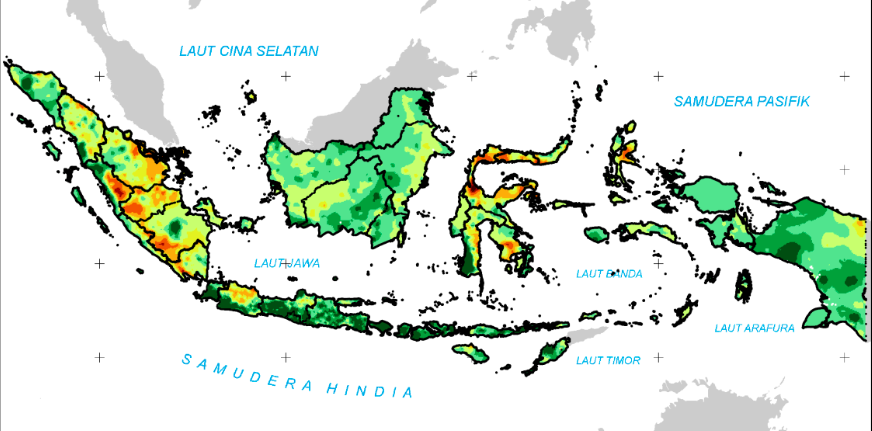 LAUT CINA SELATAN
SAMUDERA PASIFIK
LAUT JAWA
LAUT BANDA
LAUT ARAFURA
LAUT TIMOR
SAMUDERA HINDIA